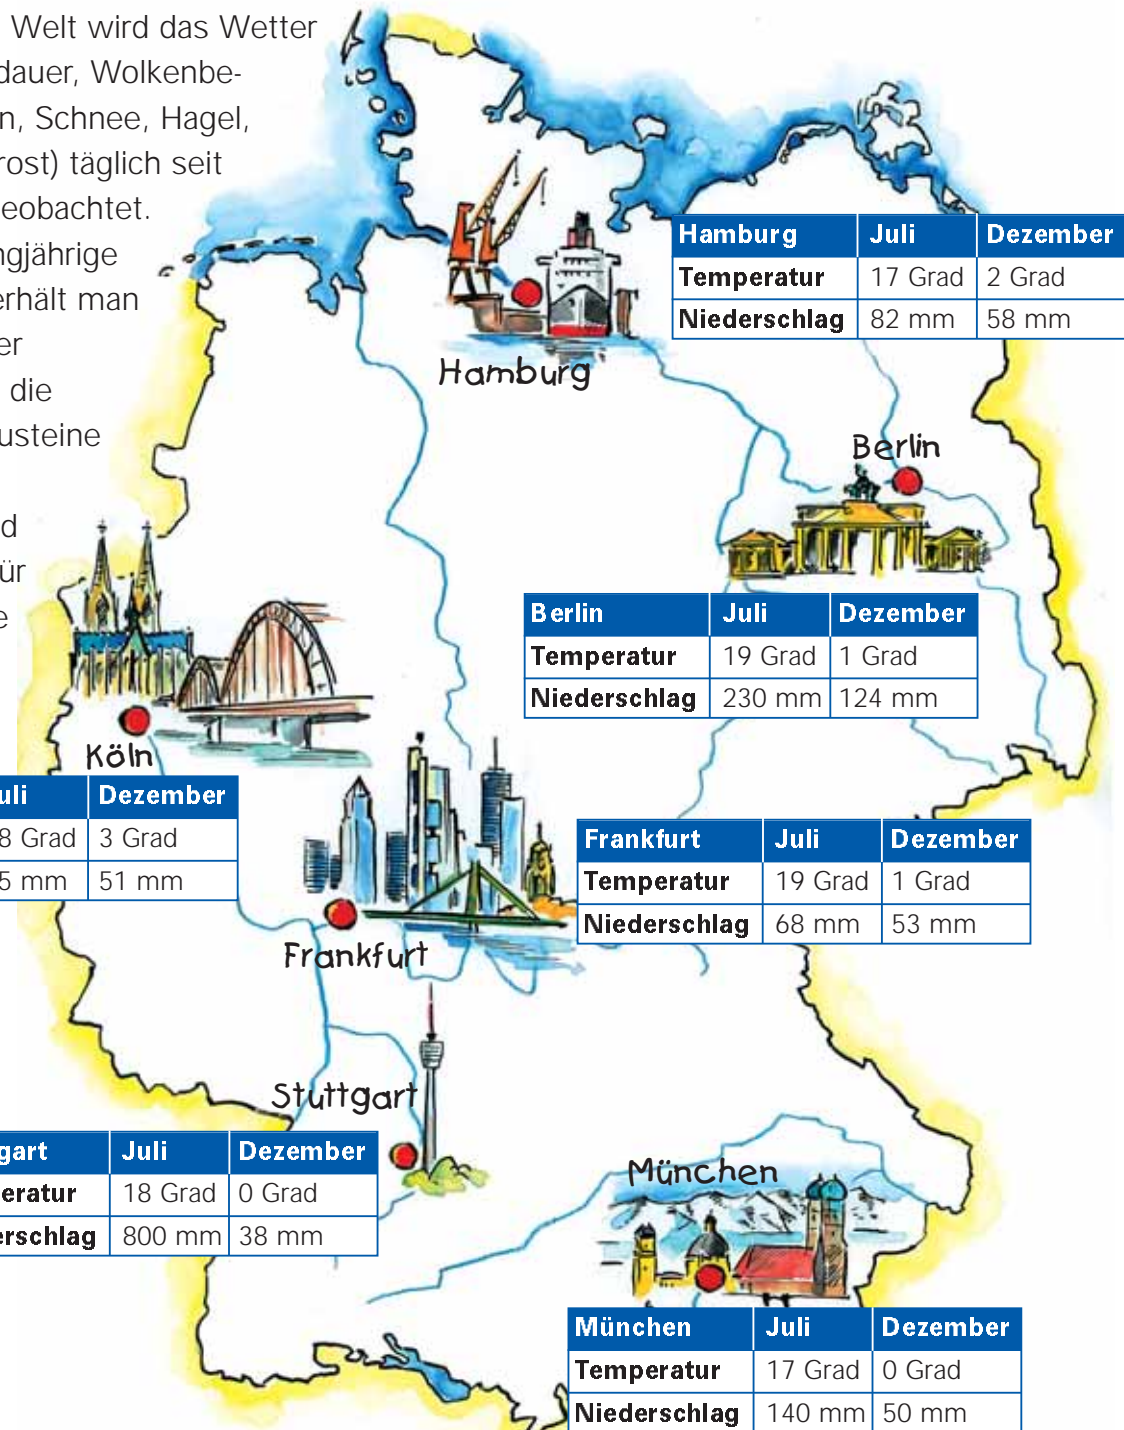 Welt wird das Wetter
dauer, Wolkenbe-
n, Schnee, Hagel,
rost) täglich seit
eobachtet.
ngjährige
erhält man
er
die
usteine
d
ür
e
Hamburg Juli Dezember
Temperatur 17 Grad 2 Grad
Niederschlag 82 mm 58 mm
Hamburg
Berlin
Berlin Juli Dezember
Temperatur 19 Grad 1 Grad
Niederschlag 230 mm 124 mm
Köln
uli Dezember
8 Grad 3 Grad
5 mm 51 mm
Frankfurt Juli Dezember
Temperatur 19 Grad 1 Grad
Niederschlag 68 mm 53 mm
Frankfurt
Stuttgart
gart Juli Dezember
eratur 18 Grad 0 Grad
erschlag 800 mm 38 mm
München
München Juli Dezember
Temperatur 17 Grad 0 Grad
Niederschlag 140 mm 50 mm